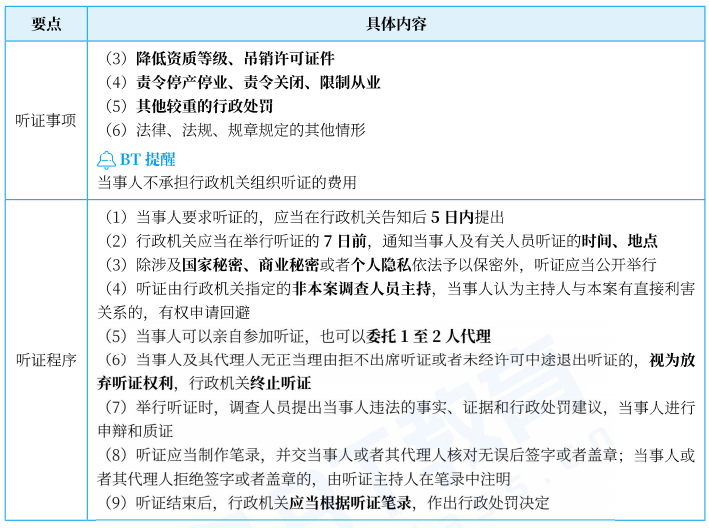 要点 具体内容
（3）降低资质等级、吊销许可证件
（4）责令停产停业、责令关闭、限制从业
听证事项
（5）其他较重的行政处罚
（6）法律、法规、规章规定的其他情形
BT 提醒
当事人不承担行政机关组织听证的费用
听证程序
（1）当事人要求听证的，应当在行政机关告知后 5 日内提出
（2）行政机关应当在举行听证的 7 日前，通知当事人及有关人员听证的时间、地点
（3）除涉及国家秘密、商业秘密或者个人隐私依法予以保密外，听证应当公开举行
（4）听证由行政机关指定的非本案调查人员主持，当事人认为主持人与本案有直接利害
关系的，有权申请回避
（5）当事人可以亲自参加听证，也可以委托 1 至 2 人代理
（6）当事人及其代理人无正当理由拒不出席听证或者未经许可中途退出听证的，视为放
弃听证权利，行政机关终止听证
（7）举行听证时，调查人员提出当事人违法的事实、证据和行政处罚建议，当事人进行
申辩和质证
（8）听证应当制作笔录，并交当事人或者其代理人核对无误后签字或者盖章；当事人或
者其代理人拒绝签字或者盖章的，由听证主持人在笔录中注明
（9）听证结束后，行政机关应当根据听证笔录，作出行政处罚决定